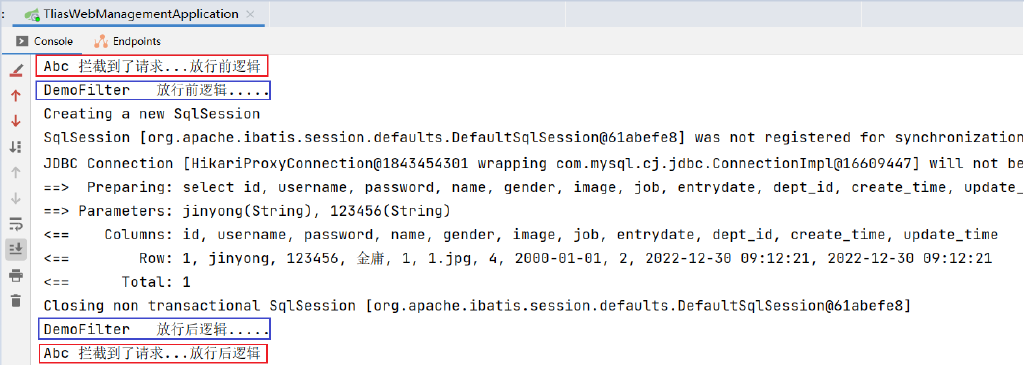 TliasWebManagementApplication
Console Endpoints
Abc 拦截到了请求...放行前逻辑
DemoFilter 放行前逻辑.....
Creating a new SqlSession
SqlSession [org.apache.ibatis.session.defaults.DefaultSqlSession@61abefe8] was not registered for synchronization
JDBC Connection [HikariProxyConnection@1843454301 wrapping com.mysql.cj.jdbc.ConnectionImpl@16609447] will not be
==> Preparing: select id, username, password, name, gender, image, job, entrydate, dept_id, create_time, update_
==> Parameters: jinyong(String), 123456(String)
<== Columns: id, username, password, name, gender, image, job, entrydate, dept_id, create_time, update_time
<== Row: 1, jinyong, 123456, 金庸, 1, 1.jpg, 4, 2000-01-01, 2, 2022-12-30 09:12:21, 2022-12-30 09:12:21
<== Total: 1
Closing non transactional SqlSession [org.apache.ibatis.session.defaults.DefaultSqlSession@61abefe8]
DemoFilter 放行后逻辑.....
Abc 拦截到了请求...放行后逻辑